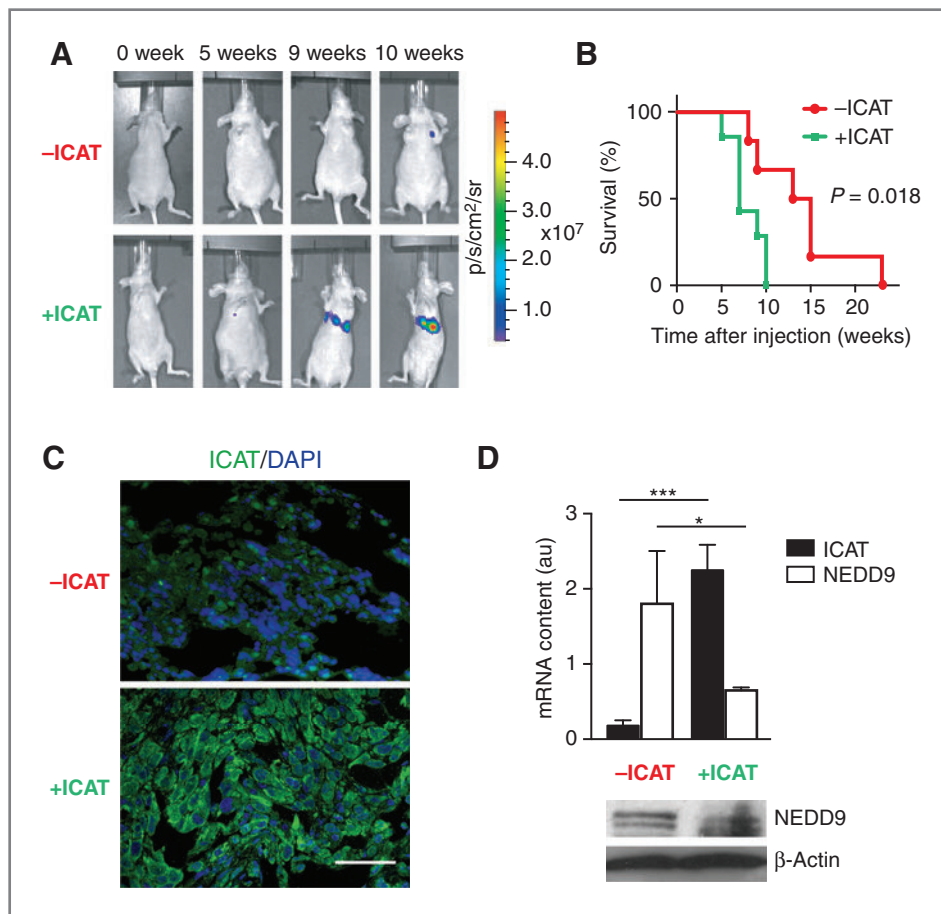 A
0 week 5 weeks 9 weeks 10 weeks
–ICAT
+ICAT
4.0
3.0
2.0
1.0
x10⁷
p/s/cm²/sr
B
–ICAT
+ICAT
P = 0.018
100
50
0
Survival (%)
0 5 10 15 20
Time after injection (weeks)
C
ICAT/DAPI
–ICAT
+ICAT
D
***
*
ICAT
NEDD9
3
2
1
0
mRNA content (au)
–ICAT +ICAT
NEDD9
β-Actin